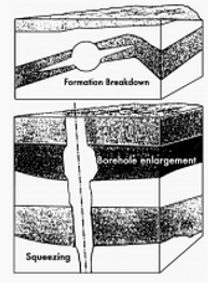 Formation Breakdown
Borehole enlargement
Squeezing